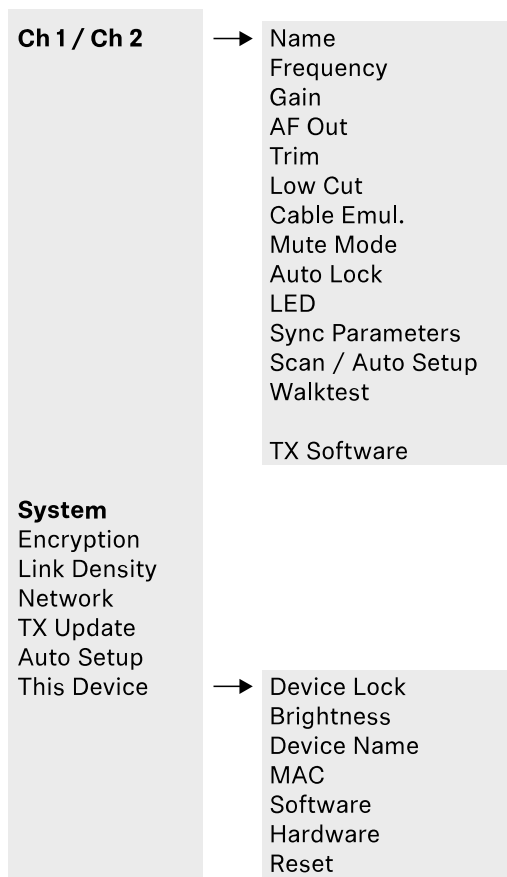 Ch 1 / Ch 2
Name
Frequency
Gain
AF Out
Trim
Low Cut
Cable Emul.
Mute Mode
Auto Lock
LED
Sync Parameters
Scan / Auto Setup
Walktest
TX Software
System
Encryption
Link Density
Network
TX Update
Auto Setup
This Device
Device Lock
Brightness
Device Name
MAC
Software
Hardware
Reset